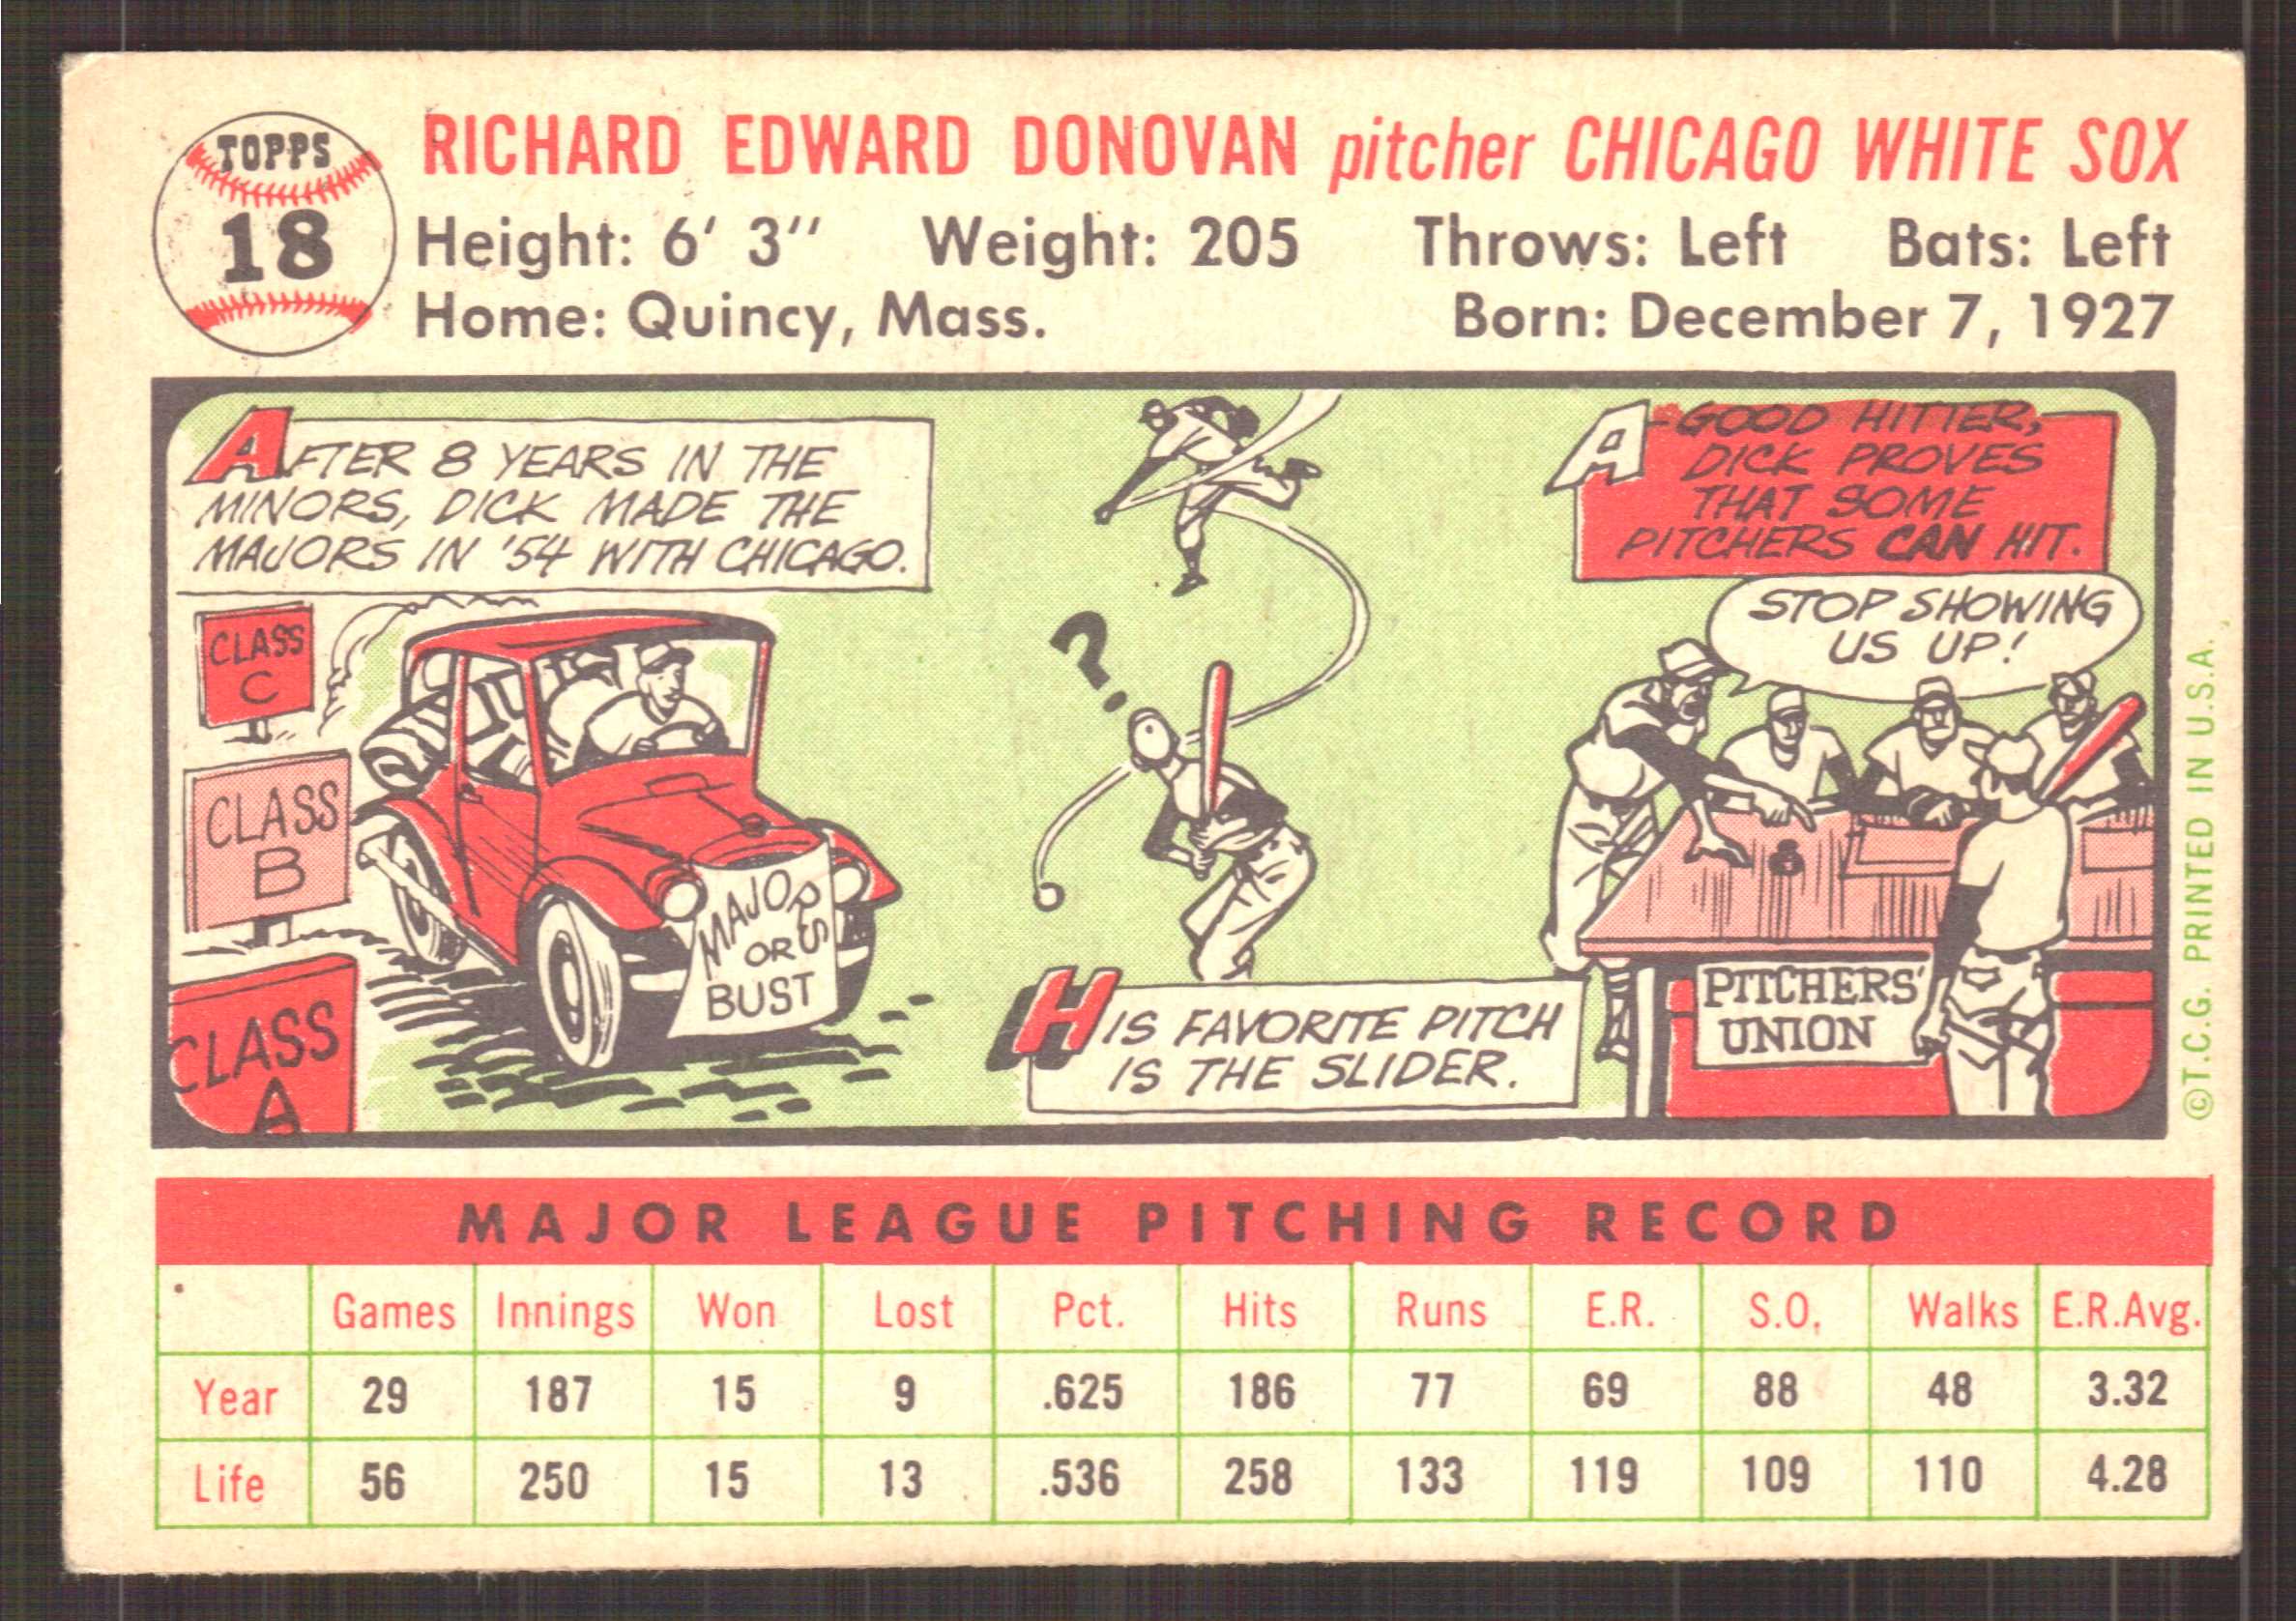 TOPPS
18
RICHARD EDWARD DONOVAN pitcher CHICAGO WHITE SOX
Height: 6' 3" Weight: 205 Throws: Left Bats: Left
Home: Quincy, Mass. Born: December 7, 1927
AFTER 8 YEARS IN THE
MINORS, DICK MADE THE
MAJORS IN '54 WITH CHICAGO.
CLASS
C
CLASS
B
CLASS
A
MAJORS
OR
BUST
?
HIS FAVORITE PITCH
IS THE SLIDER.
A GOOD HITTER,
DICK PROVES
THAT SOME
PITCHERS CAN HIT.
STOP SHOWING
US UP!
PITCHERS'
UNION
©T.C.G. PRINTED IN U.S.A.
MAJOR LEAGUE PITCHING RECORD
Games Innings Won Lost Pct. Hits Runs E.R. S.O. Walks E.R.Avg.
Year 29 187 15 9 .625 186 77 69 88 48 3.32
Life 56 250 15 13 .536 258 133 119 109 110 4.28